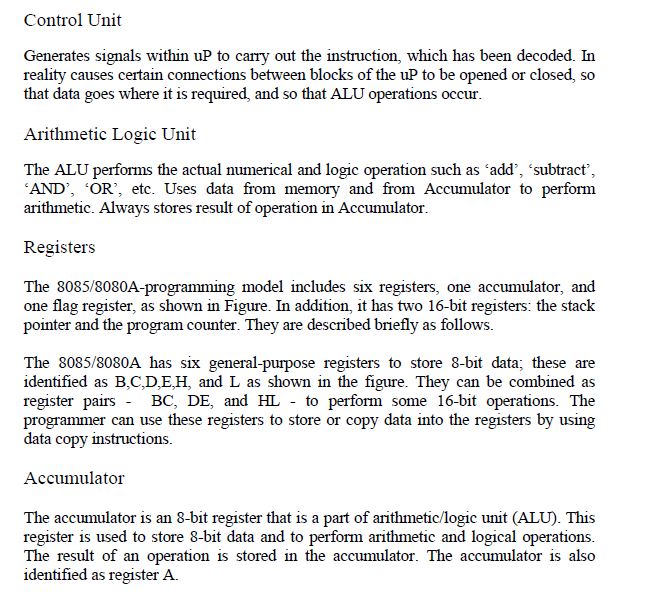 Control Unit
Generates signals within uP to carry out the instruction, which has been decoded. In
reality causes certain connections between blocks of the uP to be opened or closed, so
that data goes where it is required, and so that ALU operations occur.
Arithmetic Logic Unit
The ALU performs the actual numerical and logic operation such as ‘add’, ‘subtract’,
‘AND’, ‘OR’, etc. Uses data from memory and from Accumulator to perform
arithmetic. Always stores result of operation in Accumulator.
Registers
The 8085/8080A-programming model includes six registers, one accumulator, and
one flag register, as shown in Figure. In addition, it has two 16-bit registers: the stack
pointer and the program counter. They are described briefly as follows.
The 8085/8080A has six general-purpose registers to store 8-bit data; these are
identified as B,C,D,E,H, and L as shown in the figure. They can be combined as
register pairs - BC, DE, and HL - to perform some 16-bit operations. The
programmer can use these registers to store or copy data into the registers by using
data copy instructions.
Accumulator
The accumulator is an 8-bit register that is a part of arithmetic/logic unit (ALU). This
register is used to store 8-bit data and to perform arithmetic and logical operations.
The result of an operation is stored in the accumulator. The accumulator is also
identified as register A.